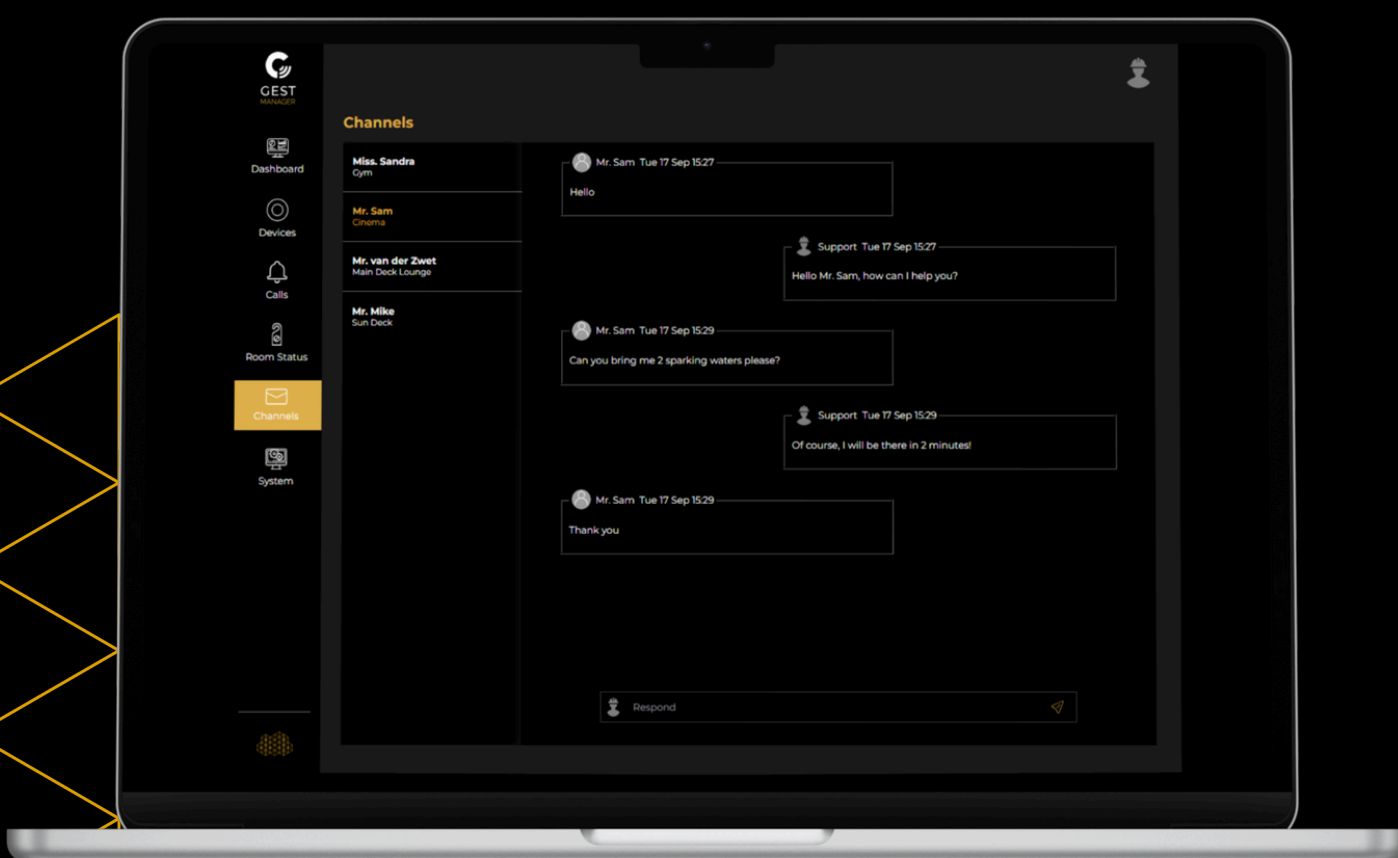 GEST
MANAGER
Dashboard
Devices
Calls
Room Status
Channels
System
Channels
Miss. Sandra
Gym
Mr. Sam
Cinema
Mr. van der Zwet
Main Deck Lounge
Mr. Mike
Sun Deck
Mr. Sam Tue 17 Sep 15:27
Hello
Support Tue 17 Sep 15:27
Hello Mr. Sam, how can I help you?
Mr. Sam Tue 17 Sep 15:29
Can you bring me 2 sparking waters please?
Support Tue 17 Sep 15:29
Of course, I will be there in 2 minutes!
Mr. Sam Tue 17 Sep 15:29
Thank you
Respond